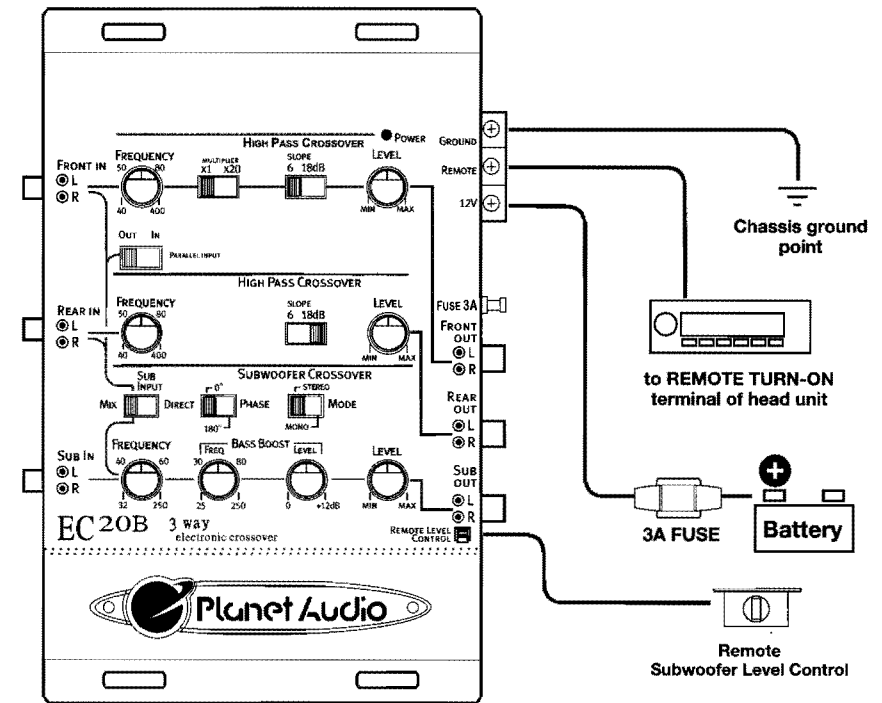 POWER
HIGH PASS CROSSOVER
FRONT IN
L
R
FREQUENCY
50 80
40 400
MULTIPLIER
X1 X20
SLOPE
6 18dB
LEVEL
MIN MAX
OUT IN
PARALLEL INPUT
HIGH PASS CROSSOVER
REAR IN
L
R
FREQUENCY
50 80
40 400
SLOPE
6 18dB
LEVEL
MIN MAX
SUBWOOFER CROSSOVER
SUB
INPUT
MIX DIRECT
0°
PHASE
180°
STEREO
MODE
MONO
SUB IN
L
R
FREQUENCY
40 60
32 250
BASS BOOST
FREQ
30 80
25 250
LEVEL
0 +12dB
LEVEL
MIN MAX
EC20B 3 way
electronic crossover
GROUND
REMOTE
12V
FUSE 3A
FRONT
OUT
L
R
REAR
OUT
L
R
SUB
OUT
L
R
REMOTE LEVEL
CONTROL
Planet Audio
Chassis ground
point
to REMOTE TURN-ON
terminal of head unit
+
3A FUSE
Battery
Remote
Subwoofer Level Control